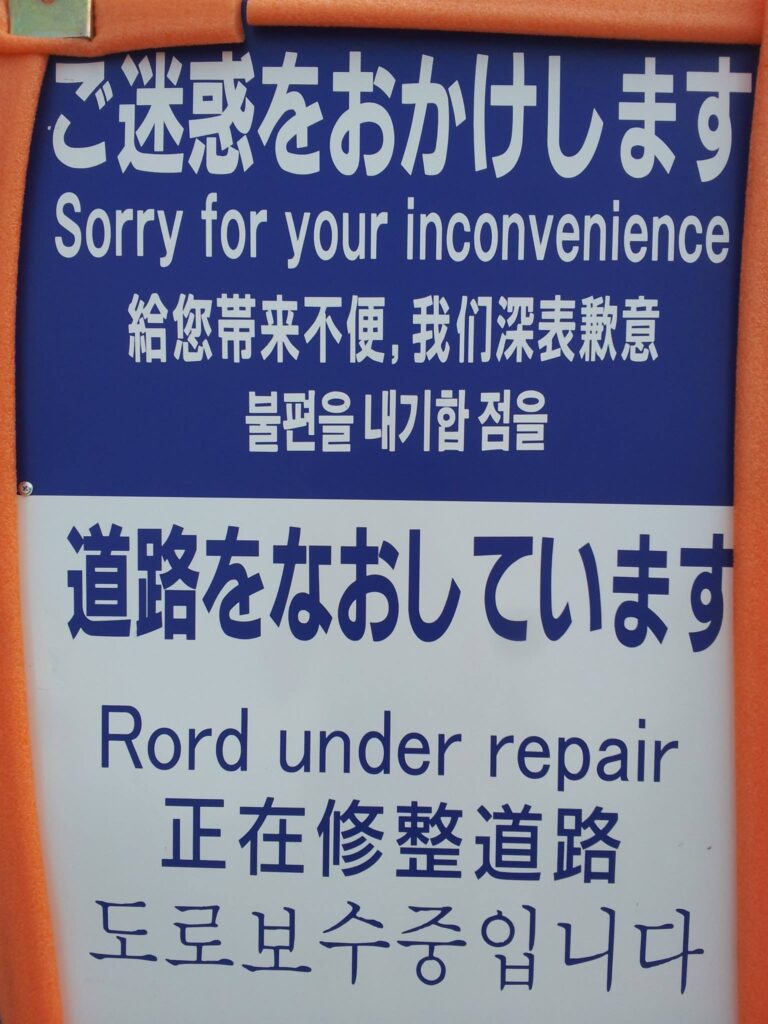 ご迷惑をおかけします
Sorry for your inconvenience
給您帯来不便,我们深表歉意
불편을 내기합 점을
道路をなおしています
Rord under repair
正在修整道路
도로보수중입니다